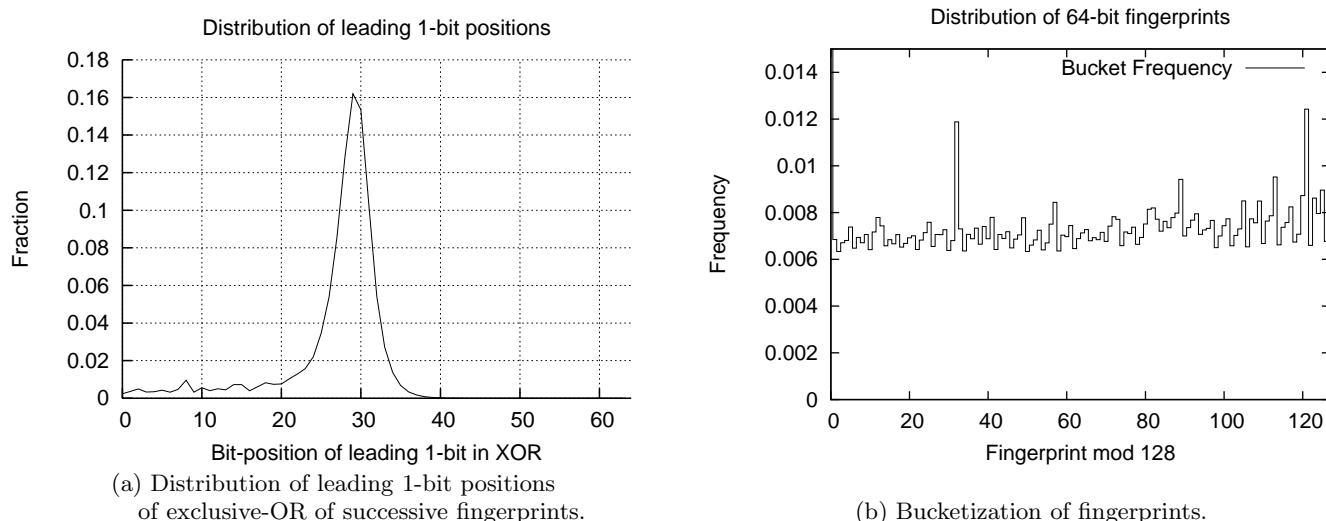 Distribution of leading 1-bit positions
0.18
0.16
0.14
0.12
0.1
0.08
0.06
0.04
0.02
0
Fraction
0 10 20 30 40 50 60
Bit-position of leading 1-bit in XOR
(a) Distribution of leading 1-bit positions
of exclusive-OR of successive fingerprints.
Distribution of 64-bit fingerprints
Bucket Frequency
0.014
0.012
0.01
0.008
0.006
0.004
0.002
0
Frequency
0 20 40 60 80 100 120
Fingerprint mod 128
(b) Bucketization of fingerprints.